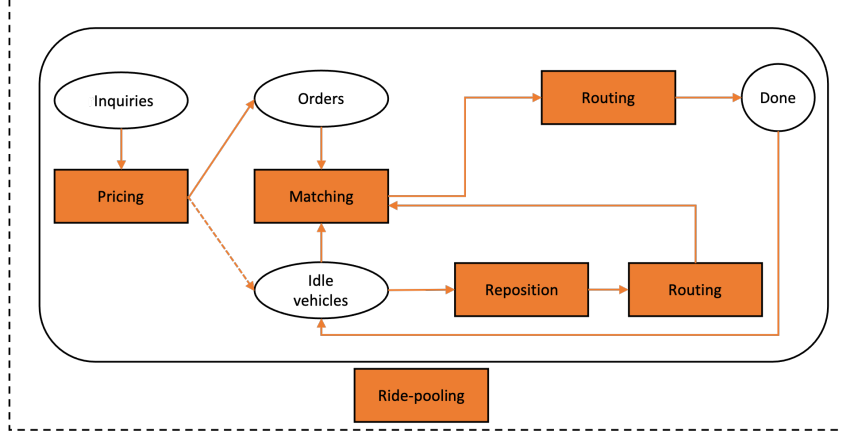 Inquiries
Orders
Routing
Done
Pricing
Matching
Idle
vehicles
Reposition
Routing
Ride-pooling